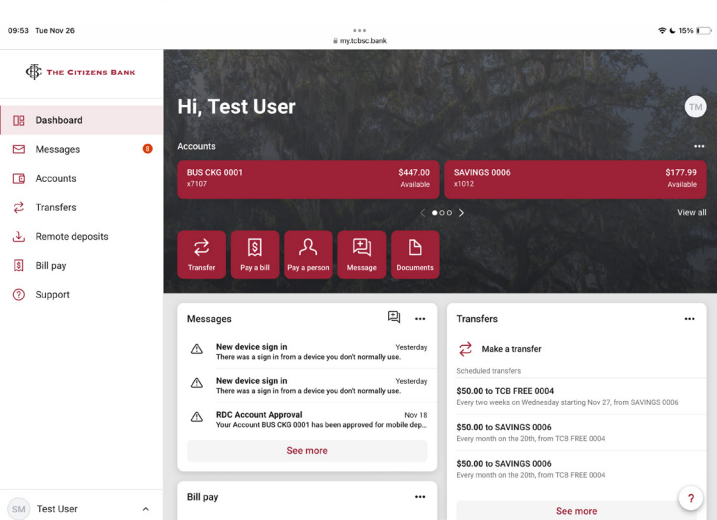 09:53 Tue Nov 26
my.tcbsc.bank
15%
THE CITIZENS BANK
Dashboard
Messages 8
Accounts
Transfers
Remote deposits
Bill pay
Support
SM Test User
Hi, Test User
TM
Accounts
BUS CKG 0001 $447.00
x7107 Available
SAVINGS 0006 $177.99
x1012 Available
View all
Transfer
Pay a bill
Pay a person
Message
Documents
Messages
New device sign in Yesterday
There was a sign in from a device you don't normally use.
New device sign in Yesterday
There was a sign in from a device you don't normally use.
RDC Account Approval Nov 18
Your Account BUS CKG 0001 has been approved for mobile dep...
See more
Bill pay
Transfers
Make a transfer
Scheduled transfers
$50.00 to TCB FREE 0004
Every two weeks on Wednesday starting Nov 27, from SAVINGS 0006
$50.00 to SAVINGS 0006
Every month on the 20th, from TCB FREE 0004
$50.00 to SAVINGS 0006
Every month on the 20th, from TCB FREE 0004
See more
?